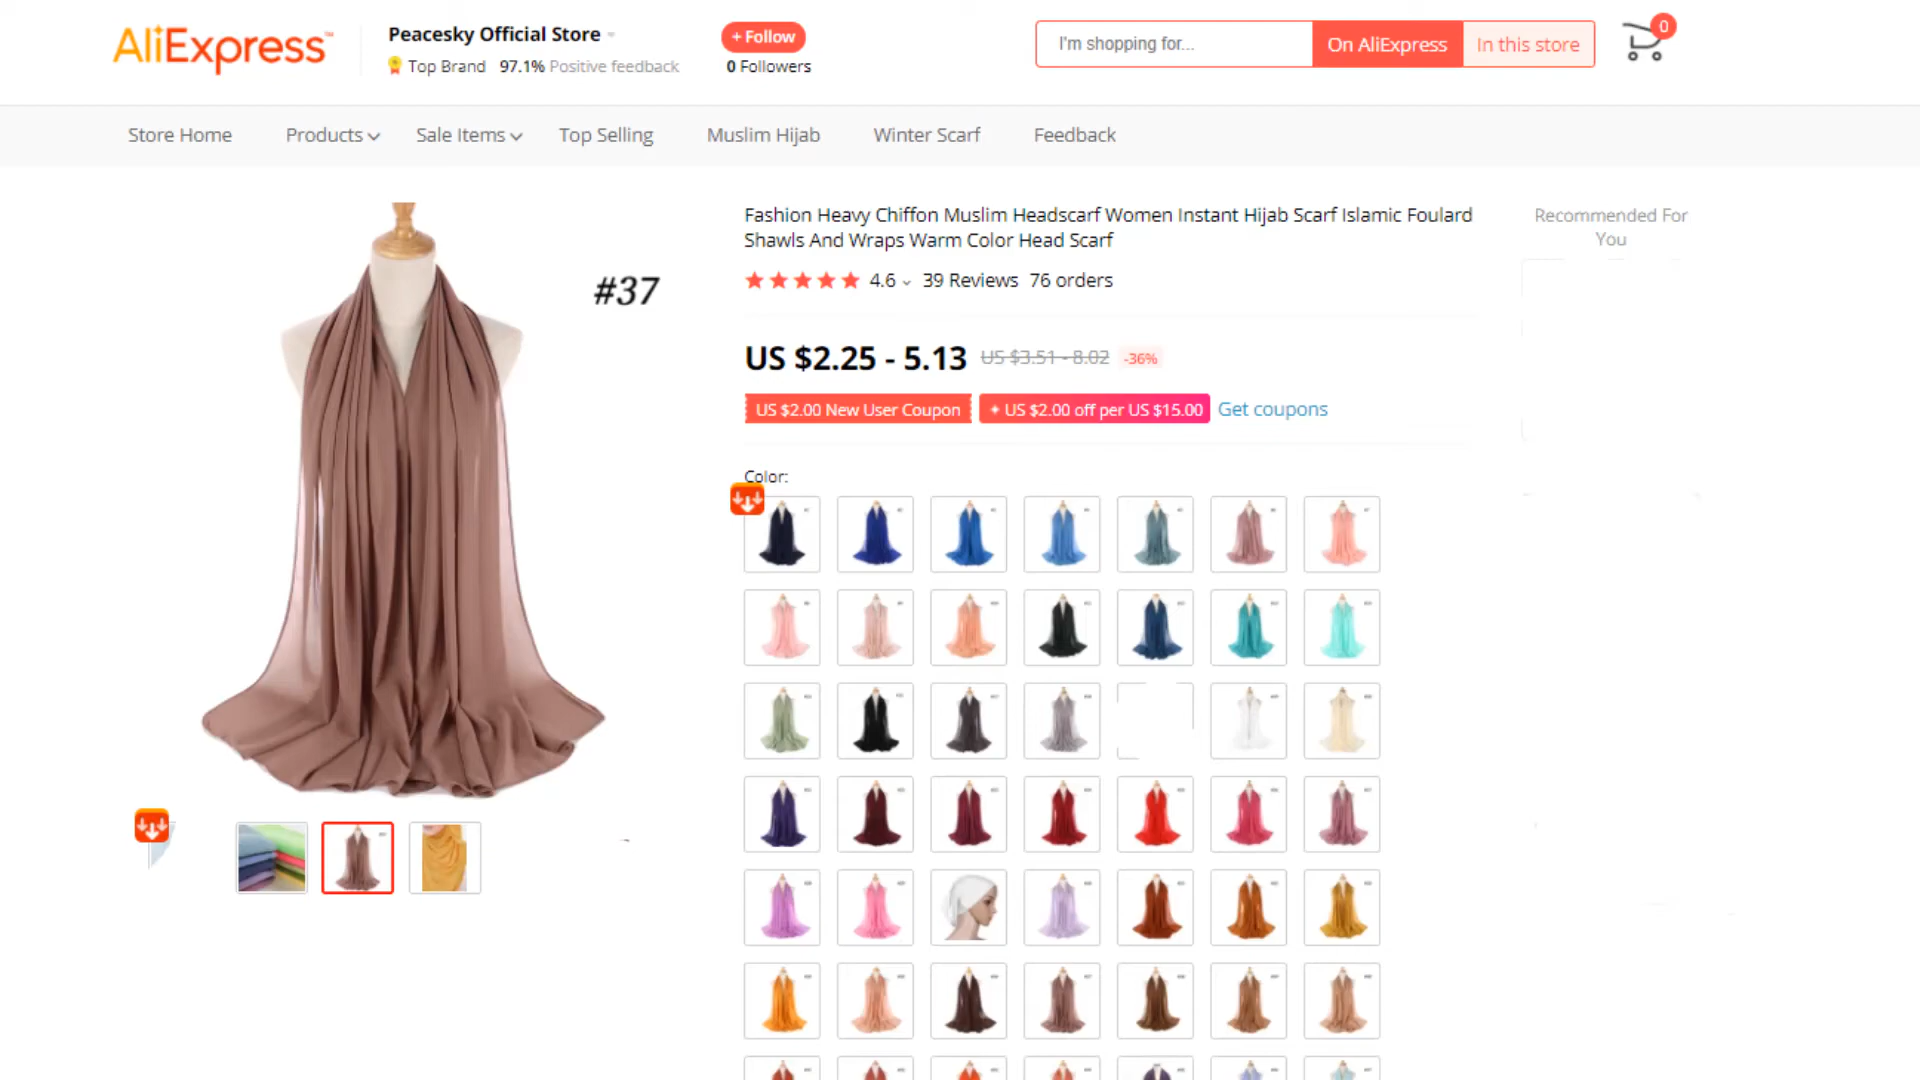 AliExpress™
Peacesky Official Store
Top Brand 97.1% Positive feedback
+ Follow
0 Followers
I'm shopping for...
On AliExpress
In this store
0
Store Home
Products
Sale Items
Top Selling
Muslim Hijab
Winter Scarf
Feedback
#37
Fashion Heavy Chiffon Muslim Headscarf Women Instant Hijab Scarf Islamic Foulard
Shawls And Wraps Warm Color Head Scarf
4.6 39 Reviews 76 orders
US $2.25 - 5.13 US $3.51 - 8.02 -36%
US $2.00 New User Coupon
US $2.00 off per US $15.00
Get coupons
Color:
Recommended For
You